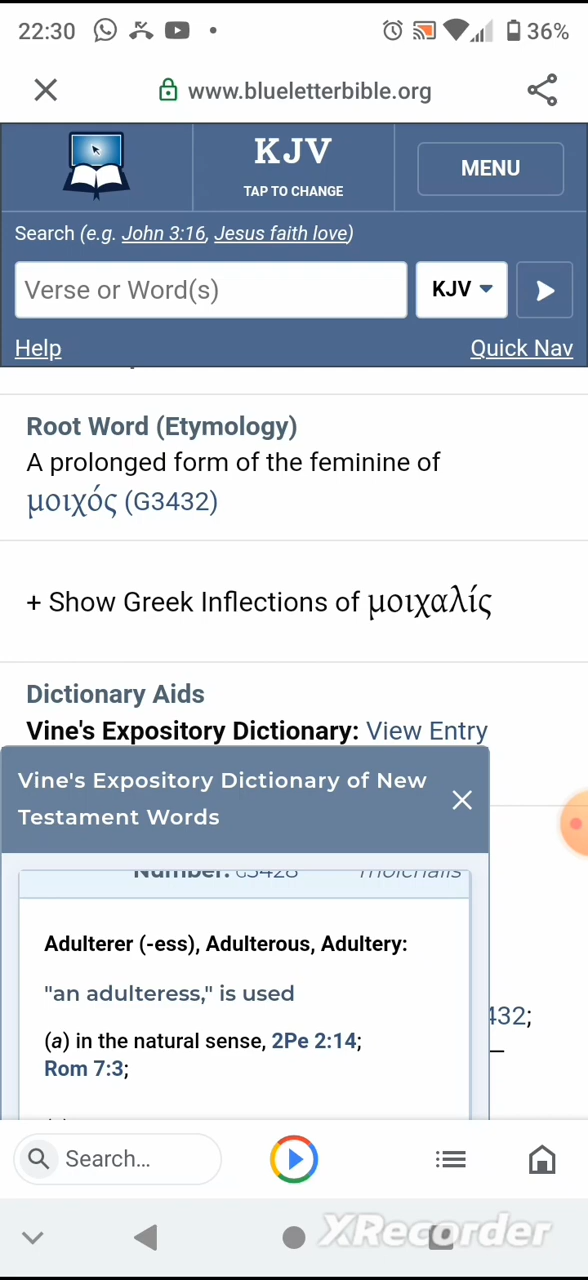 22:30
36%
www.blueletterbible.org
KJV
TAP TO CHANGE
MENU
Search (e.g. John 3:16, Jesus faith love)
Verse or Word(s)
KJV
Help
Quick Nav
Root Word (Etymology)
A prolonged form of the feminine of
μοιχός (G3432)
+ Show Greek Inflections of μοιχαλίς
Dictionary Aids
Vine's Expository Dictionary: View Entry
Vine's Expository Dictionary of New
Testament Words
Number: G3428
Adulterer (-ess), Adulterous, Adultery:
"an adulteress," is used
(a) in the natural sense, 2Pe 2:14;
432;
Rom 7:3;
Search...
XRecorder